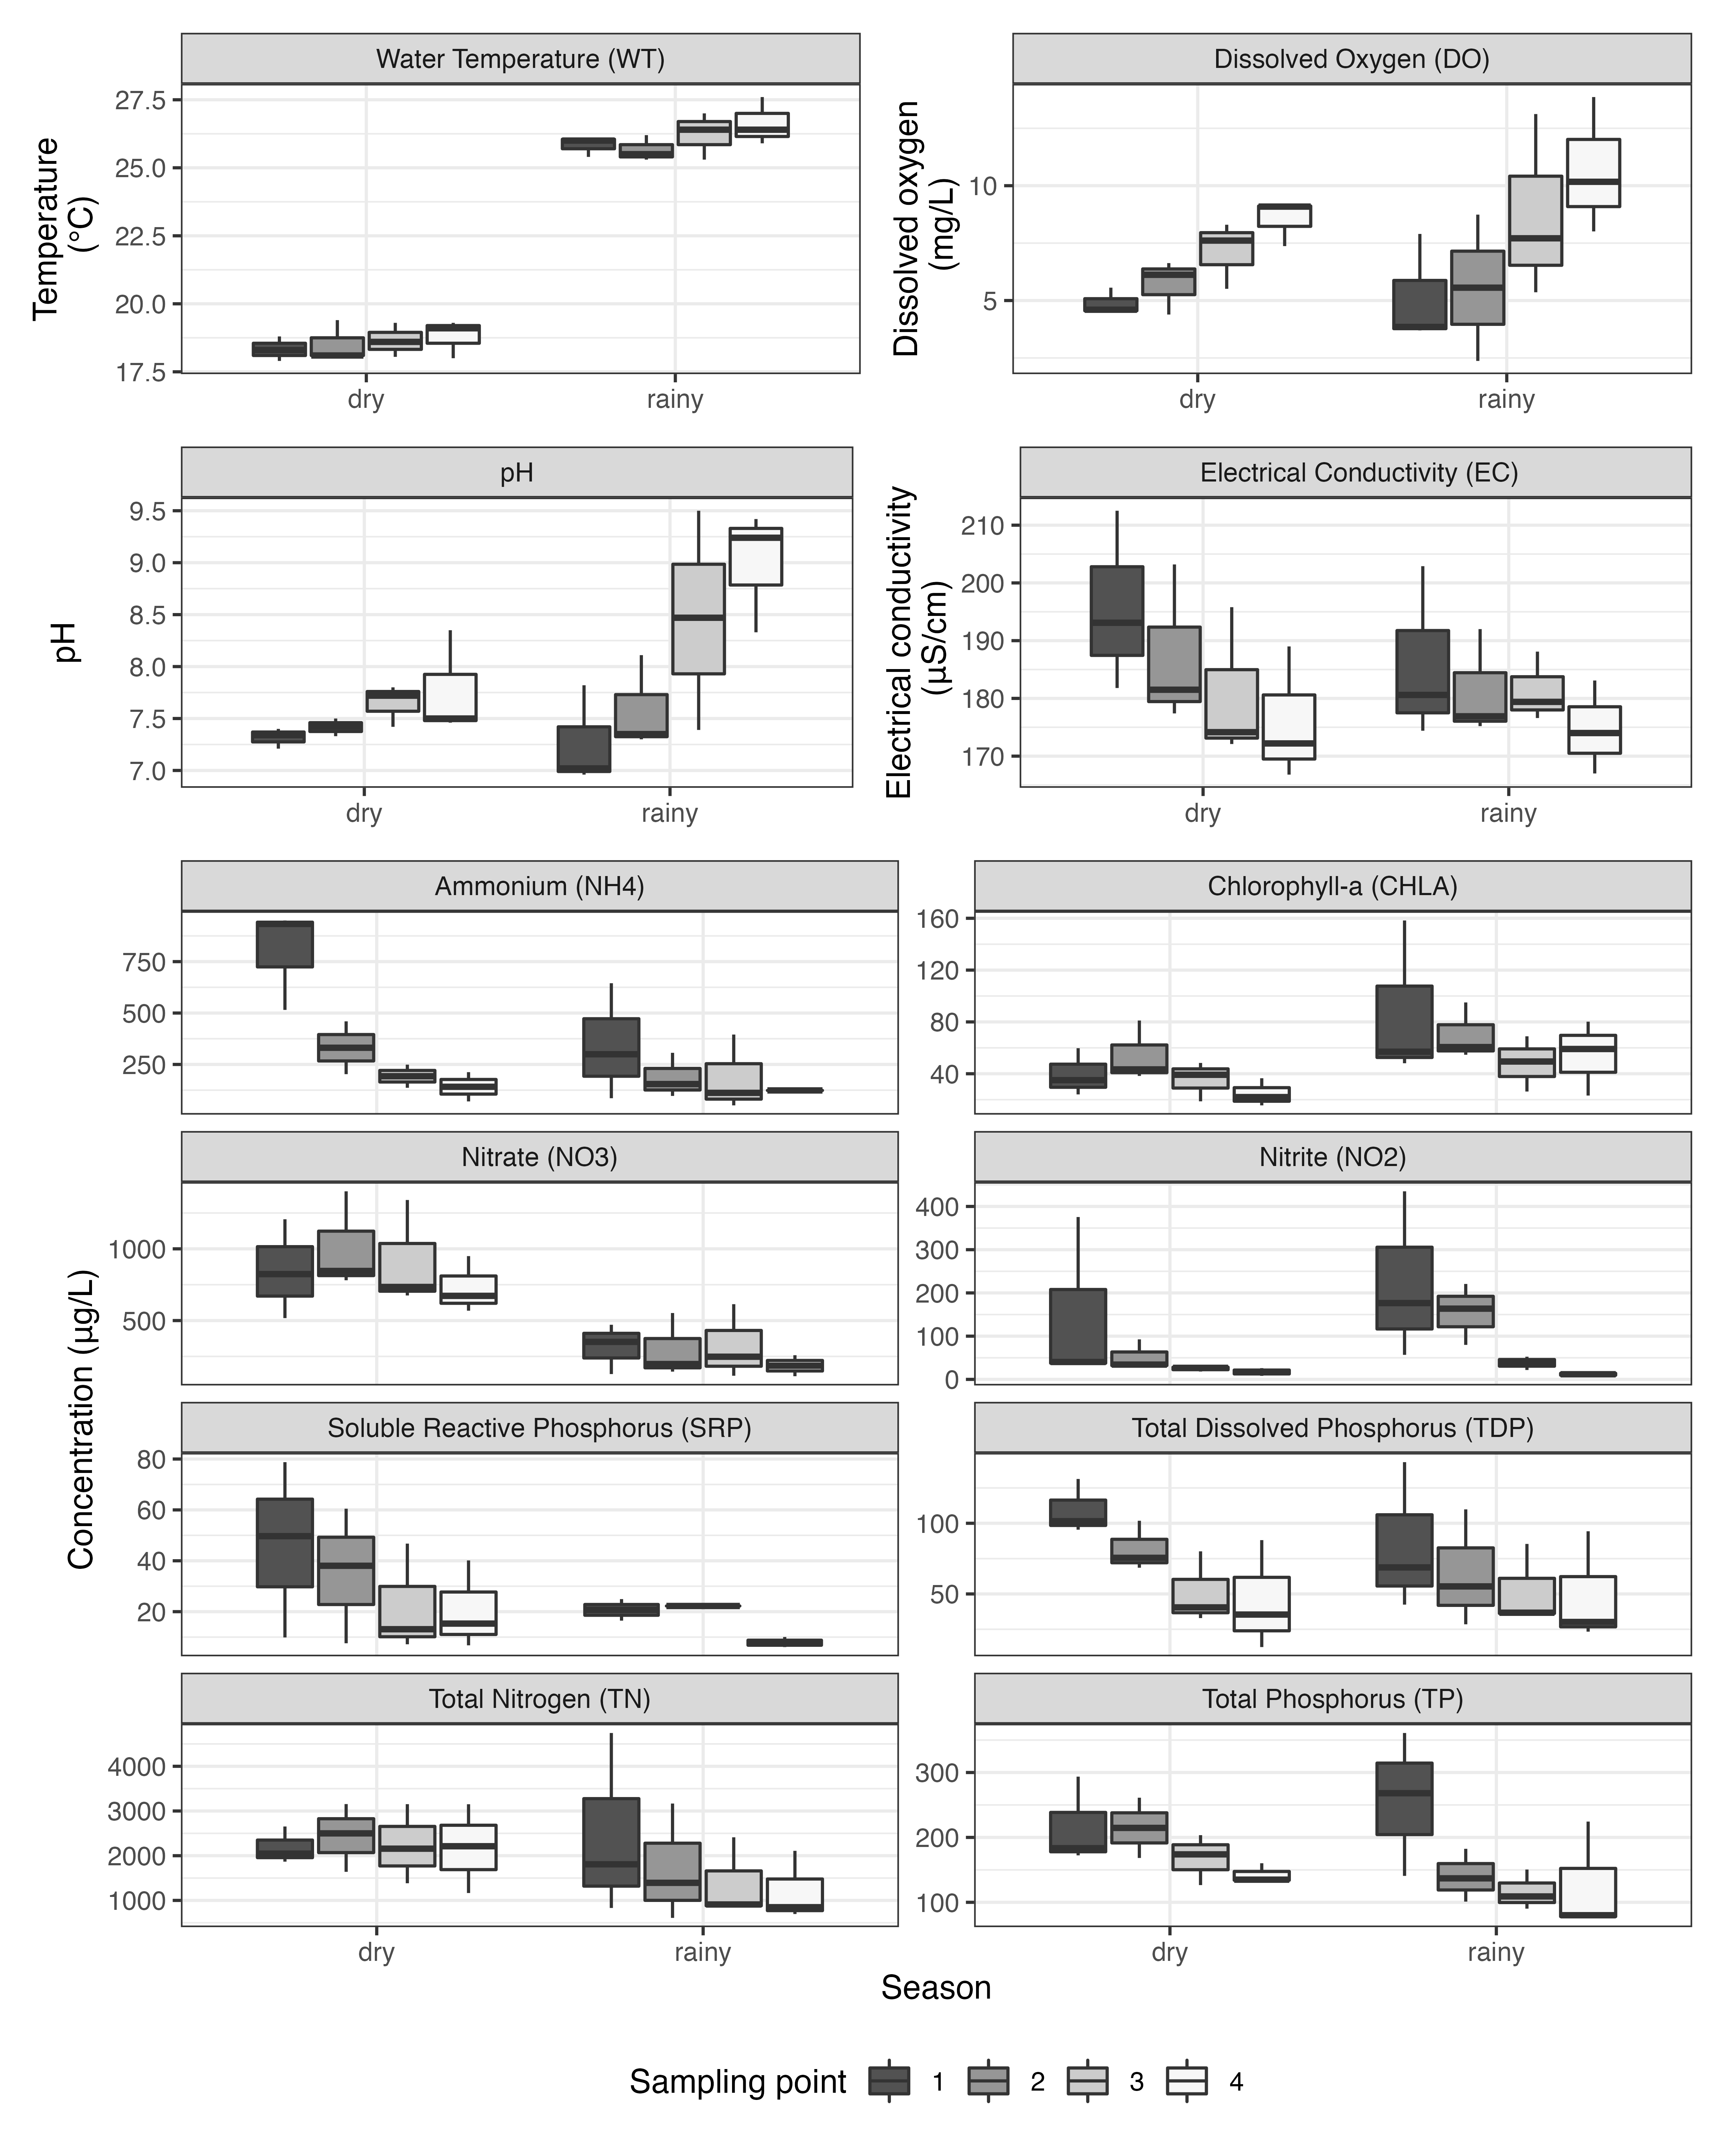 Water Temperature (WT)
Temperature
(°C)
27.5
25.0
22.5
20.0
17.5
dry
rainy
Dissolved Oxygen (DO)
Dissolved oxygen
(mg/L)
10
5
dry
rainy
pH
pH
9.5
9.0
8.5
8.0
7.5
7.0
dry
rainy
Electrical Conductivity (EC)
Electrical conductivity
(µS/cm)
210
200
190
180
170
dry
rainy
Concentration (µg/L)
Ammonium (NH4)
750
500
250
Chlorophyll-a (CHLA)
160
120
80
40
Nitrate (NO3)
1000
500
Nitrite (NO2)
400
300
200
100
0
Soluble Reactive Phosphorus (SRP)
80
60
40
20
Total Dissolved Phosphorus (TDP)
100
50
Total Nitrogen (TN)
4000
3000
2000
1000
dry
rainy
Total Phosphorus (TP)
300
200
100
dry
rainy
Season
Sampling point 1 2 3 4